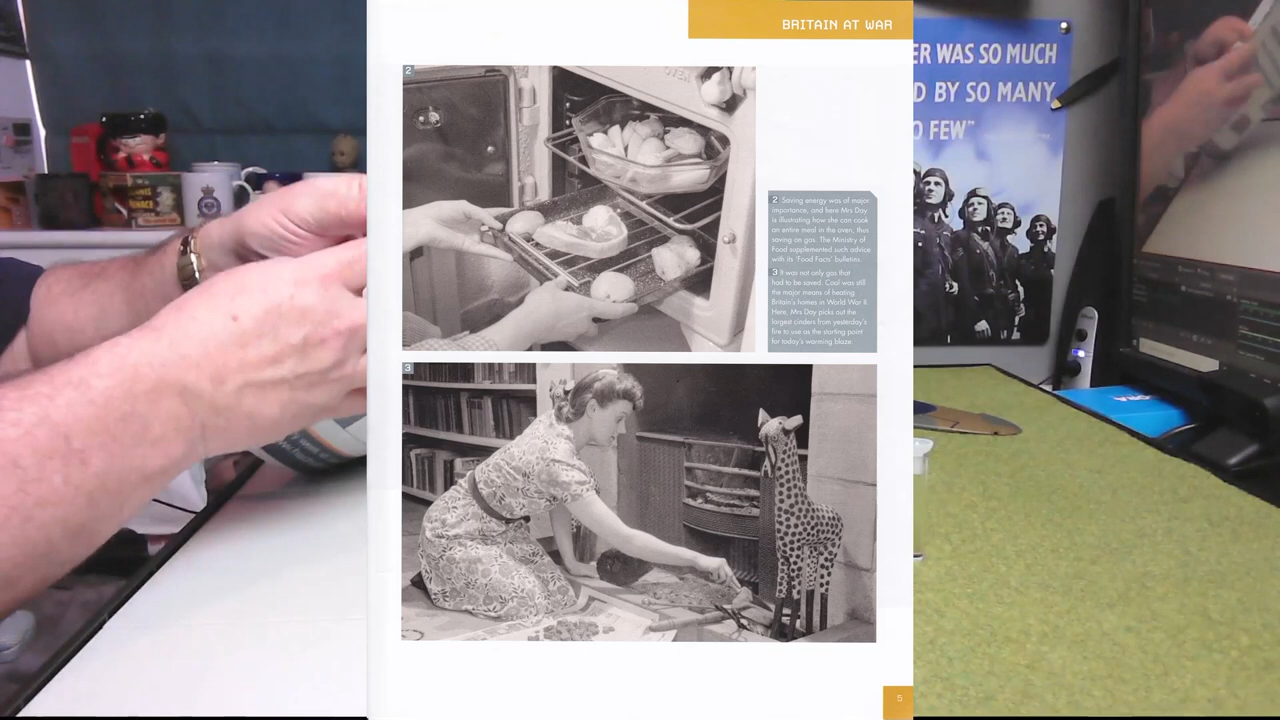 BRITAIN AT WAR
2
2 Saving energy was of major
importance, and here Mrs Day
is illustrating how she can cook
an entire meal in the oven, thus
saving on gas. The Ministry of
Food supplemented such advice
with its 'Food Facts' bulletins.
3 It was not only gas that
had to be saved. Coal was still
the major means of heating
Britain's homes in World War II
Here, Mrs Day picks out the
largest cinders from yesterday's
fire to use as the starting point
for today's warming blaze.
3
5
ER WAS SO MUCH
D BY SO MANY
O FEW"